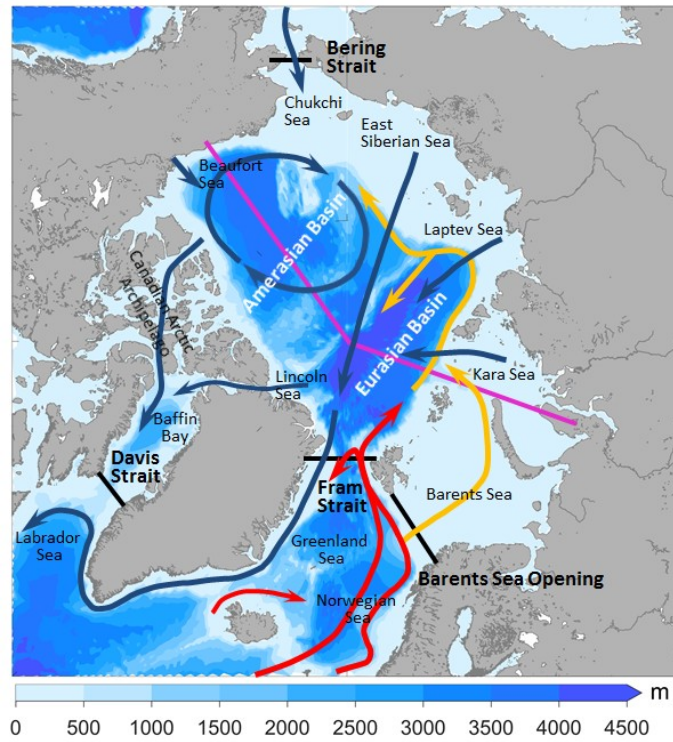 Bering
Strait
Chukchi
Sea
East
Siberian Sea
Beaufort
Sea
Laptev Sea
Amerasian Basin
Canadian Arctic
Archipelago
Eurasian Basin
Lincoln
Sea
Kara Sea
Baffin
Bay
Davis
Strait
Fram
Strait
Barents Sea
Labrador
Sea
Greenland
Sea
Barents Sea Opening
Norwegian
Sea
m
0 500 1000 1500 2000 2500 3000 3500 4000 4500